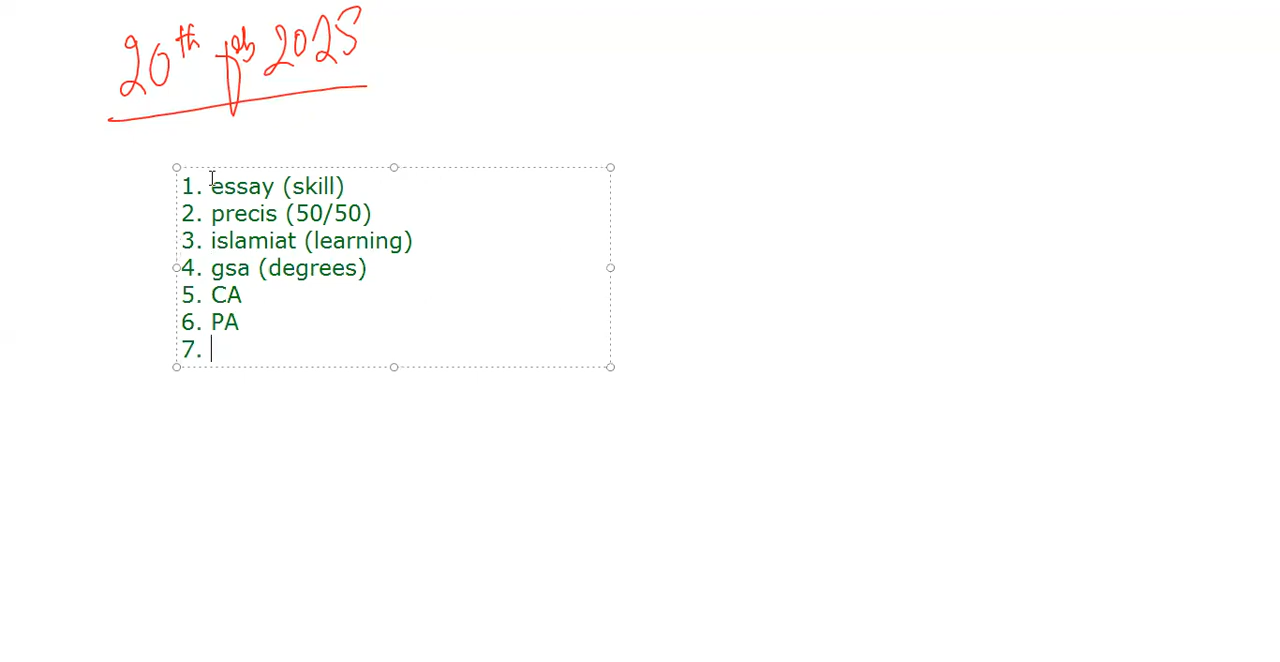 20th feb 2025
1. essay (skill)
2. precis (50/50)
3. islamiat (learning)
4. gsa (degrees)
5. CA
6. PA
7.